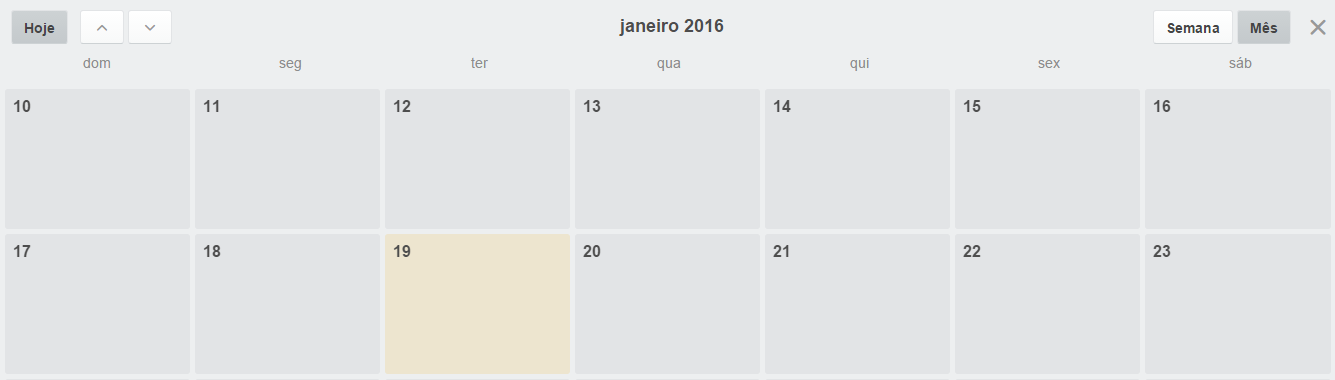 Hoje janeiro 2016 Semana Mês
dom seg ter qua qui sex sáb
10 11 12 13 14 15 16
17 18 19 20 21 22 23